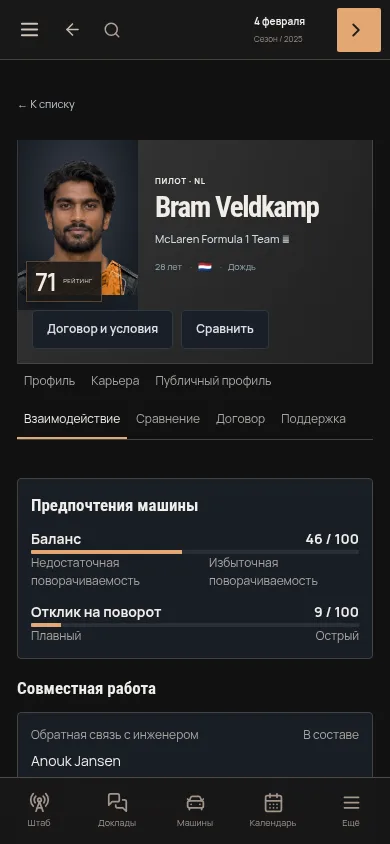 4 февраля
Сезон / 2025
← К списку
ПИЛОТ · NL
Bram Veldkamp
McLaren Formula 1 Team
28 лет · 🇳🇱 · Дождь
71 РЕЙТИНГ
Договор и условия
Сравнить
Профиль
Карьера
Публичный профиль
Взаимодействие
Сравнение
Договор
Поддержка
Предпочтения машины
Баланс 46 / 100
Недостаточная поворачиваемость
Избыточная поворачиваемость
Отклик на поворот 9 / 100
Плавный
Острый
Совместная работа
Обратная связь с инженером
В составе
Anouk Jansen
Штаб
Доклады
Машины
Календарь
Ещё